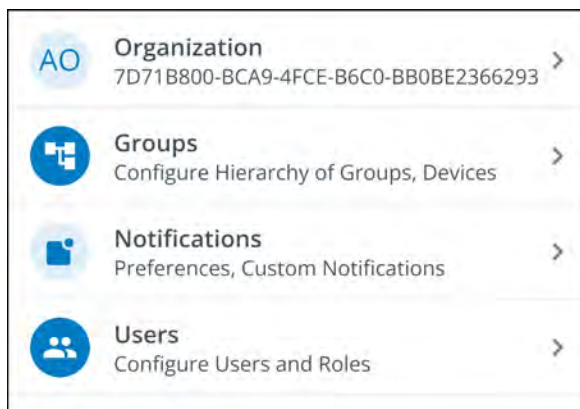 AO
Organization
7D71B800-BCA9-4FCE-B6C0-BB0BE2366293
Groups
Configure Hierarchy of Groups, Devices
Notifications
Preferences, Custom Notifications
Users
Configure Users and Roles